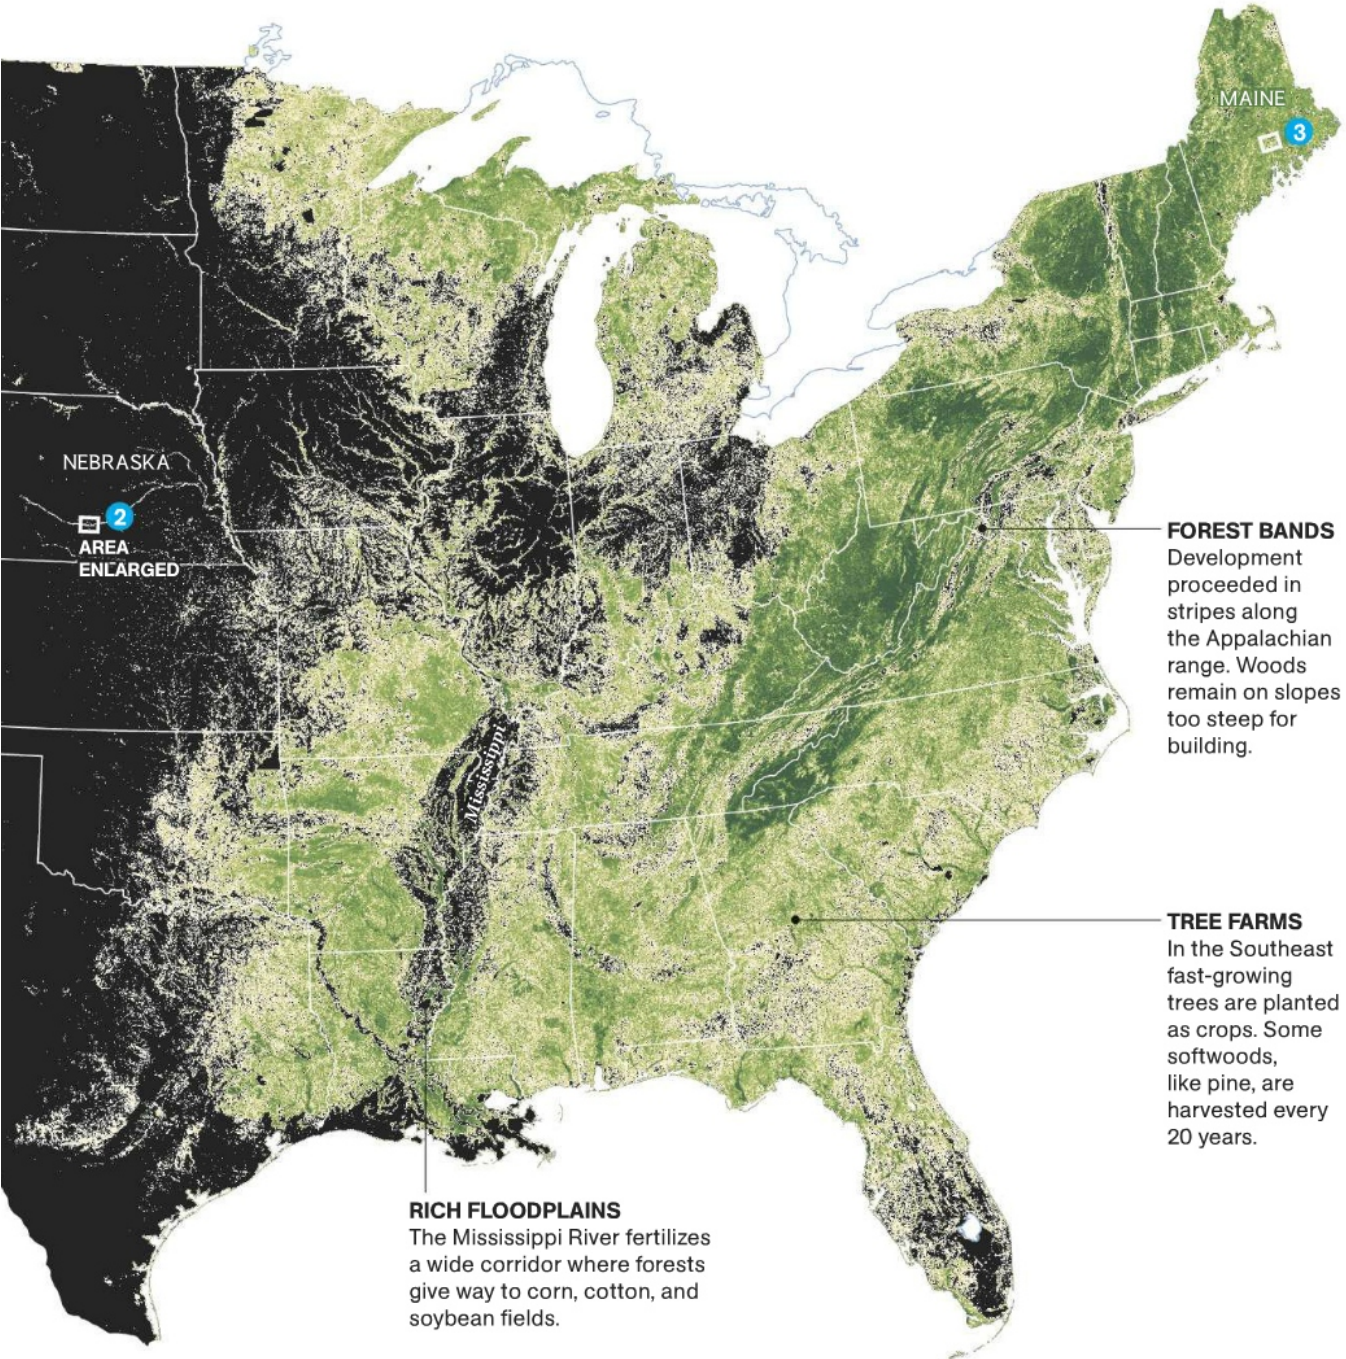 MAINE
3
NEBRASKA
2
AREA
ENLARGED
Mississippi
FOREST BANDS
Development
proceeded in
stripes along
the Appalachian
range. Woods
remain on slopes
too steep for
building.
TREE FARMS
In the Southeast
fast-growing
trees are planted
as crops. Some
softwoods,
like pine, are
harvested every
20 years.
RICH FLOODPLAINS
The Mississippi River fertilizes
a wide corridor where forests
give way to corn, cotton, and
soybean fields.